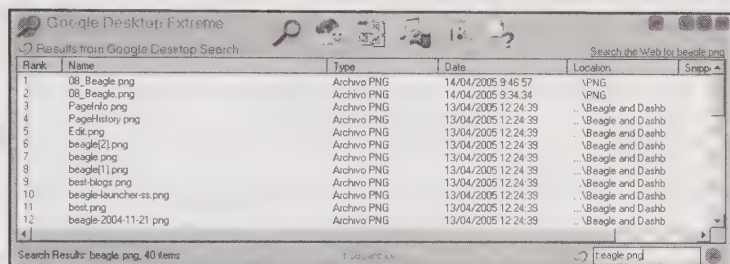 Google Desktop Extreme
Results from Google Desktop Search
Search the Web for beagle png
Rank Name Type Date Location Snippe
1 08_Beagle.png Archivo PNG 14/04/2005 9:46:57 \PNG
2 08_Beagle.png Archivo PNG 14/04/2005 9:34:34 \PNG
3 PageInfo.png Archivo PNG 13/04/2005 12:24:39 ...\Beagle and Dashb
4 PageHistory.png Archivo PNG 13/04/2005 12:24:39 ...\Beagle and Dashb
5 Edit.png Archivo PNG 13/04/2005 12:24:39 ...\Beagle and Dashb
6 beagle[2].png Archivo PNG 13/04/2005 12:24:39 ...\Beagle and Dashb
7 beagle.png Archivo PNG 13/04/2005 12:24:39 ...\Beagle and Dashb
8 beagle[1].png Archivo PNG 13/04/2005 12:24:39 ...\Beagle and Dashb
9 best-blogs.png Archivo PNG 13/04/2005 12:24:39 ...\Beagle and Dashb
10 beagle-launcher-ss.png Archivo PNG 13/04/2005 12:24:39 ...\Beagle and Dashb
11 best.png Archivo PNG 13/04/2005 12:24:39 ...\Beagle and Dashb
12 beagle-2004-11-21.png Archivo PNG 13/04/2005 12:24:39 ...\Beagle and Dashb
Search Results: beagle.png, 40 items
beagle.png